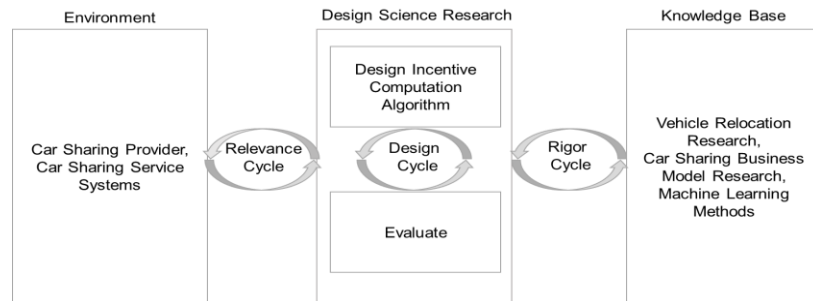 Environment
Design Science Research
Knowledge Base
Design Incentive
Computation
Algorithm
Car Sharing Provider,
Car Sharing Service
Systems
Relevance
Cycle
Design
Cycle
Rigor
Cycle
Vehicle Relocation
Research,
Car Sharing Business
Model Research,
Machine Learning
Methods
Evaluate